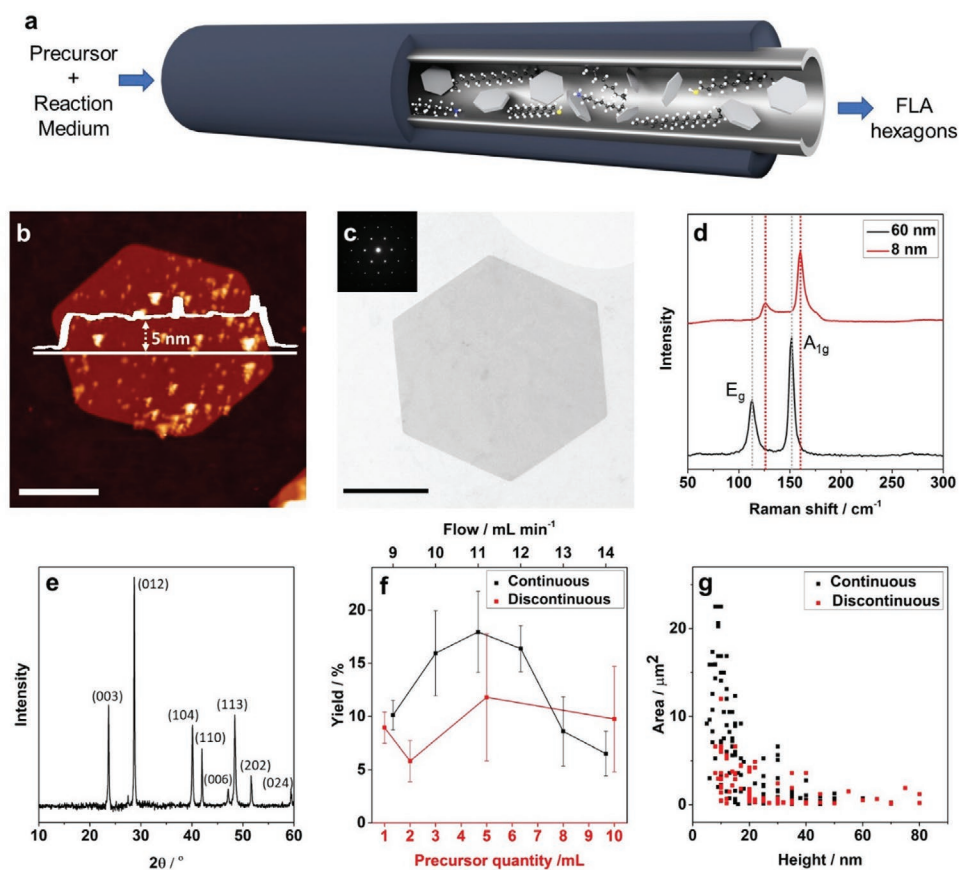 a
Precursor
+
Reaction
Medium
FLA
hexagons
b
5 nm
c
d
60 nm
8 nm
Intensity
Eg
A1g
50 100 150 200 250 300
Raman shift / cm-1
e
(003)
(012)
(104)
(110)
(006)
(113)
(202)
(024)
Intensity
10 20 30 40 50 60
2θ / °
Flow / mL min-1
9 10 11 12 13 14
f
Continuous
Discontinuous
Yield / %
20
15
10
5
0
1 2 3 4 5 6 7 8 9 10
Precursor quantity /mL
g
Continuous
Discontinuous
Area / µm2
20
10
0
0 20 40 60 80
Height / nm